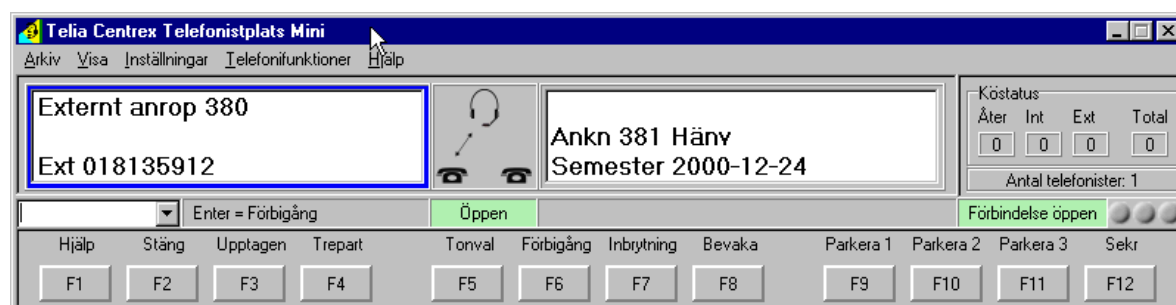 Telia Centrex Telefonistplats Mini
Arkiv Visa Inställningar Telefonifunktioner Hjälp
Externt anrop 380
Ext 018135912
Ankn 381 Hänv
Semester 2000-12-24
Köstatus
Åter Int Ext Total
0 0 0 0
Antal telefonister: 1
Enter = Förbigång Öppen Förbindelse öppen
Hjälp Stäng Upptagen Trepart Tonval Förbigång Inbrytning Bevaka Parkera 1 Parkera 2 Parkera 3 Sekr
F1 F2 F3 F4 F5 F6 F7 F8 F9 F10 F11 F12